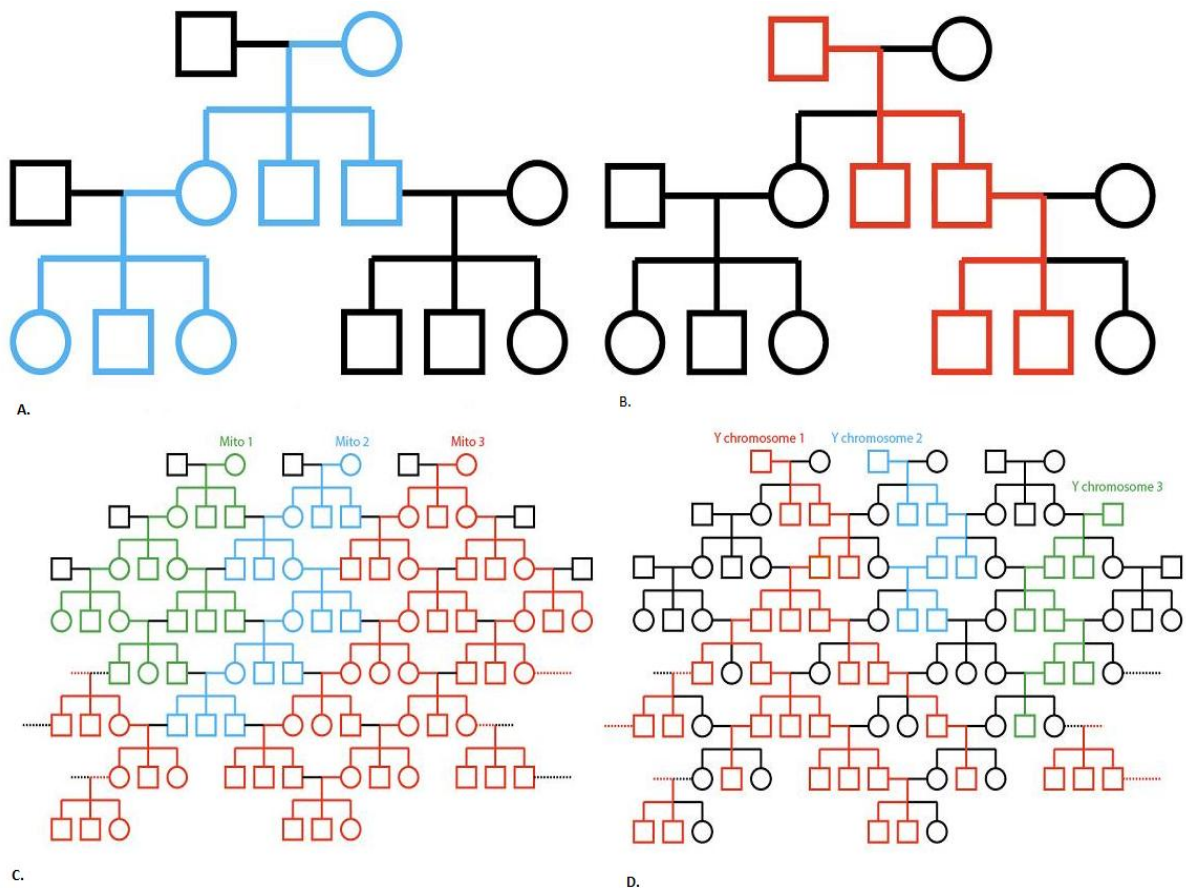 A.
B.
Mito 1
Mito 2
Mito 3
Y chromosome 1
Y chromosome 2
Y chromosome 3
C.
D.